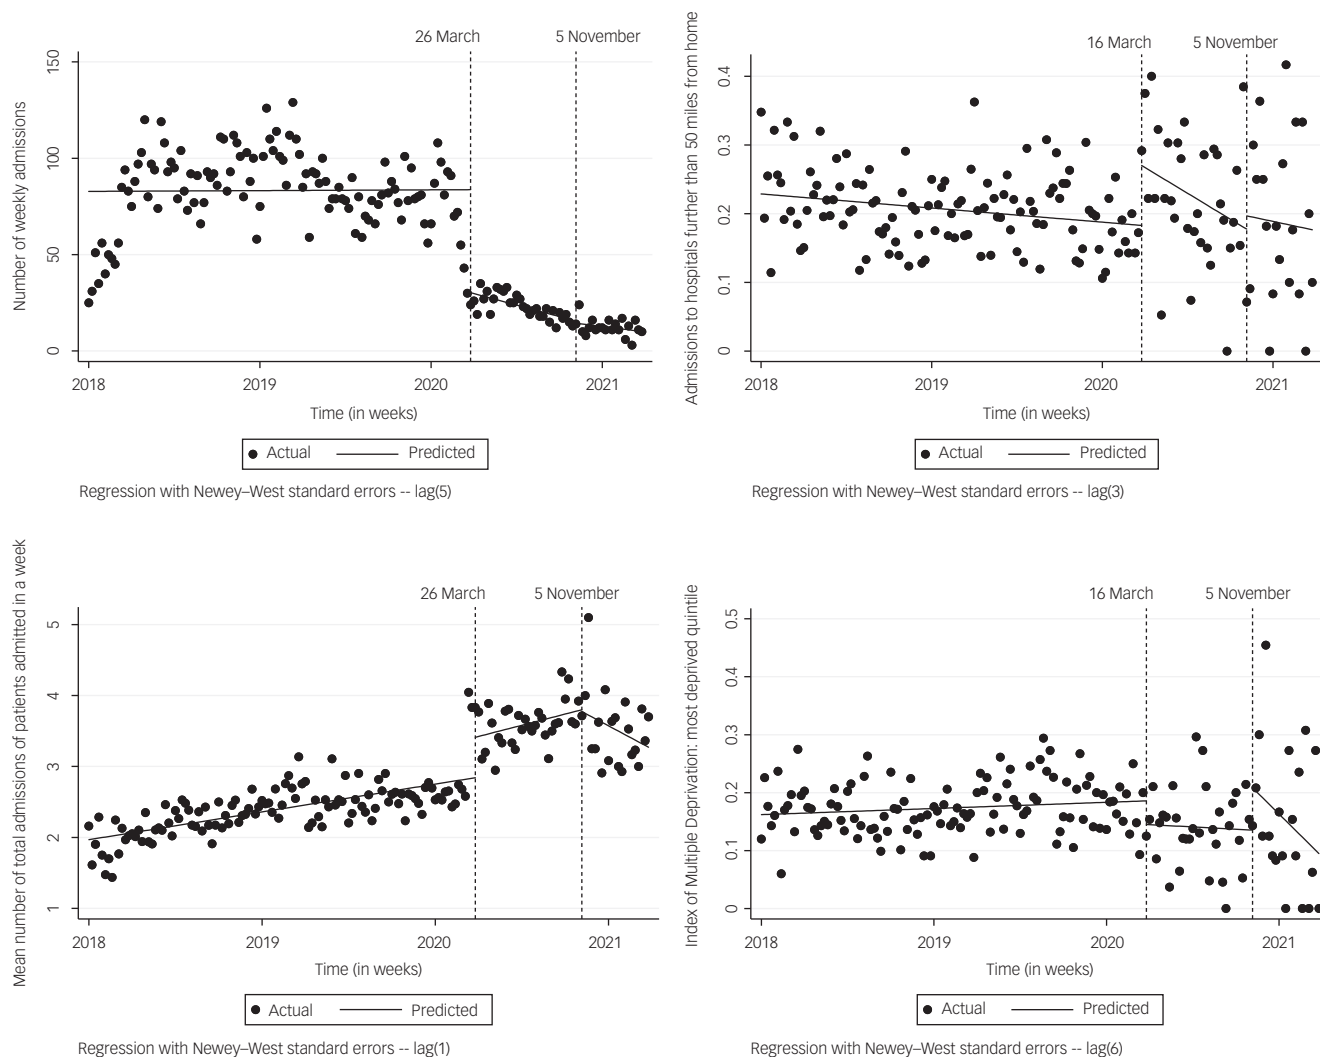 26 March
5 November
Number of weekly admissions
150
100
50
0
2018
2019
2020
2021
Time (in weeks)
Actual
Predicted
Regression with Newey–West standard errors -- lag(5)
16 March
5 November
Admissions to hospitals further than 50 miles from home
0.4
0.3
0.2
0.1
0
2018
2019
2020
2021
Time (in weeks)
Actual
Predicted
Regression with Newey–West standard errors -- lag(3)
26 March
5 November
Mean number of total admissions of patients admitted in a week
5
4
3
2
1
2018
2019
2020
2021
Time (in weeks)
Actual
Predicted
Regression with Newey–West standard errors -- lag(1)
16 March
5 November
Index of Multiple Deprivation: most deprived quintile
0.5
0.4
0.3
0.2
0.1
0
2018
2019
2020
2021
Time (in weeks)
Actual
Predicted
Regression with Newey–West standard errors -- lag(6)